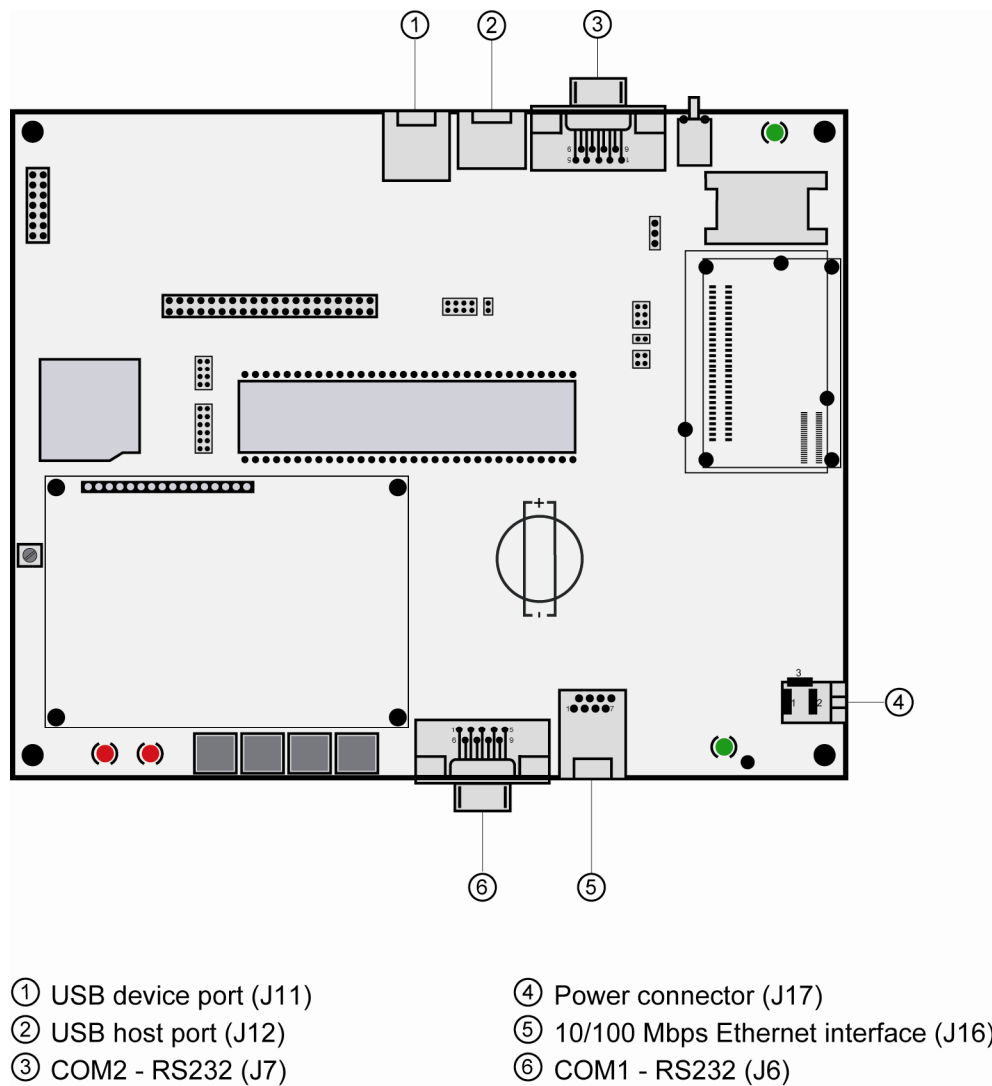 ① ② ③
9 6
5 1
+
-
3
1 2
④
1 5
6 9
1 7
⑥ ⑤
① USB device port (J11)
② USB host port (J12)
③ COM2 - RS232 (J7)
④ Power connector (J17)
⑤ 10/100 Mbps Ethernet interface (J16)
⑥ COM1 - RS232 (J6)